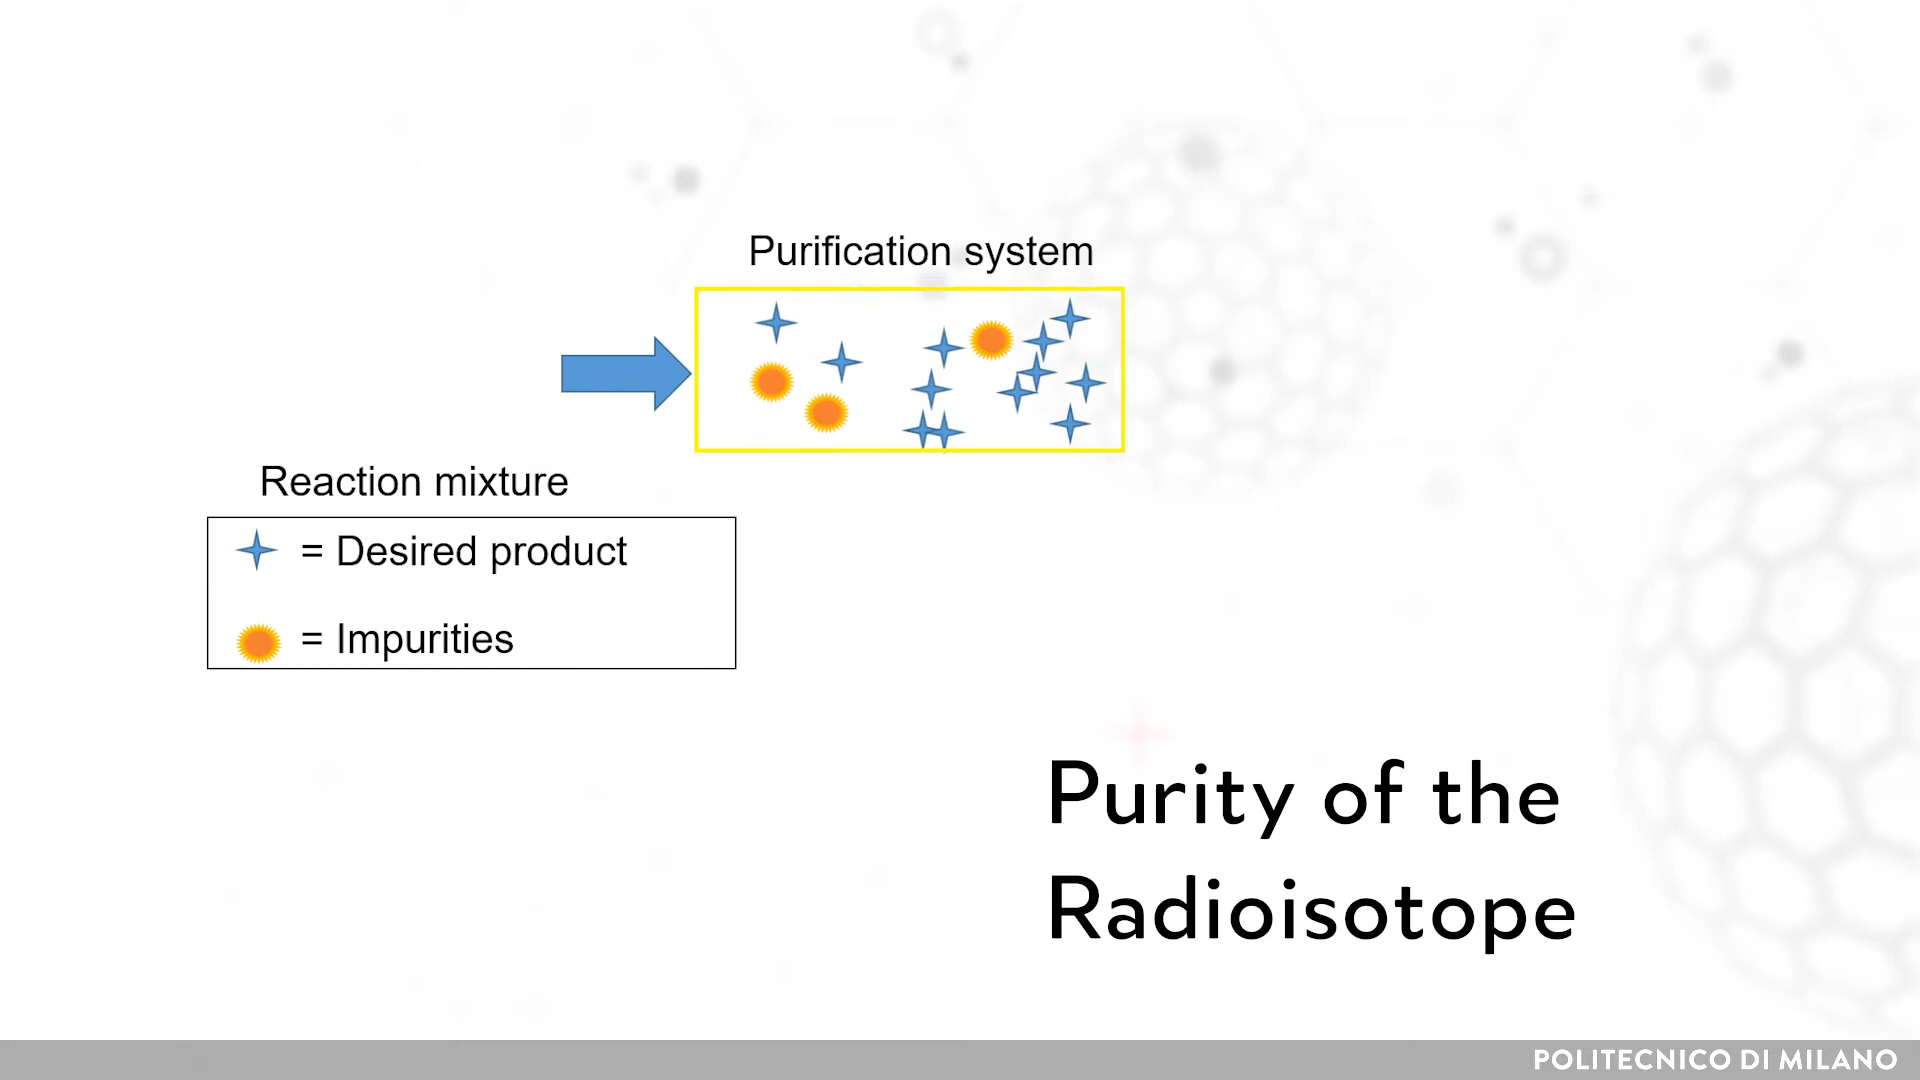 Purification system
Reaction mixture
= Desired product
= Impurities
Purity of the
Radioisotope
POLITECNICO DI MILANO